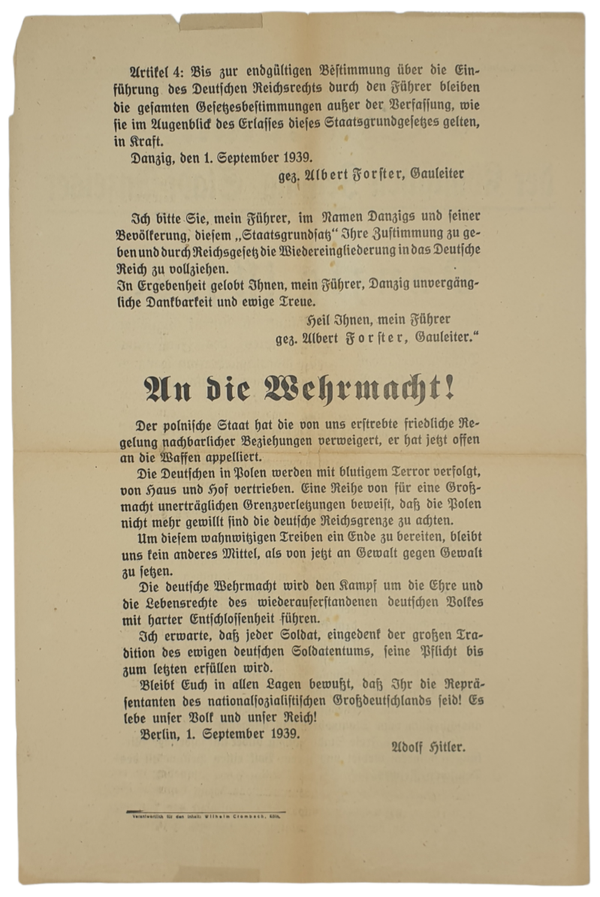 Artikel 4: Bis zur endgültigen Bestimmung über die Ein-
führung des Deutschen Reichsrechts durch den Führer bleiben
die gesamten Gesetzesbestimmungen außer der Verfassung, wie
sie im Augenblick des Erlasses dieses Staatsgrundgesetzes gelten,
in Kraft.
Danzig, den 1. September 1939.
gez. Albert Forster, Gauleiter
Ich bitte Sie, mein Führer, im Namen Danzigs und seiner
Bevölkerung, diesem „Staatsgrundsatz“ Ihre Zustimmung zu ge-
ben und durch Reichsgesetz die Wiedereingliederung in das Deutsche
Reich zu vollziehen.
In Ergebenheit gelobt Ihnen, mein Führer, Danzig unvergäng-
liche Dankbarkeit und ewige Treue.
Heil Ihnen, mein Führer
gez. Albert Forster, Gauleiter.“
An die Wehrmacht!
Der polnische Staat hat die von uns erstrebte friedliche Re-
gelung nachbarlicher Beziehungen verweigert, er hat jetzt offen
an die Waffen appelliert.
Die Deutschen in Polen werden mit blutigem Terror verfolgt,
von Haus und Hof vertrieben. Eine Reihe von für eine Groß-
macht unerträglichen Grenzverletzungen beweist, daß die Polen
nicht mehr gewillt sind die deutsche Reichsgrenze zu achten.
Um diesem wahnwitzigen Treiben ein Ende zu bereiten, bleibt
uns kein anderes Mittel, als von jetzt an Gewalt gegen Gewalt
zu setzen.
Die deutsche Wehrmacht wird den Kampf um die Ehre und
die Lebensrechte des wiederauferstandenen deutschen Volkes
mit harter Entschlossenheit führen.
Ich erwarte, daß jeder Soldat, eingedenk der großen Tra-
dition des ewigen deutschen Soldatentums, seine Pflicht bis
zum letzten erfüllen wird.
Bleibt Euch in allen Lagen bewußt, daß Ihr die Reprä-
sentanten des nationalsozialistischen Großdeutschlands seid! Es
lebe unser Volk und unser Reich!
Berlin, 1. September 1939.
Adolf Hitler.
Verantwortlich für den Inhalt: Wilhelm Crombach, Köln.